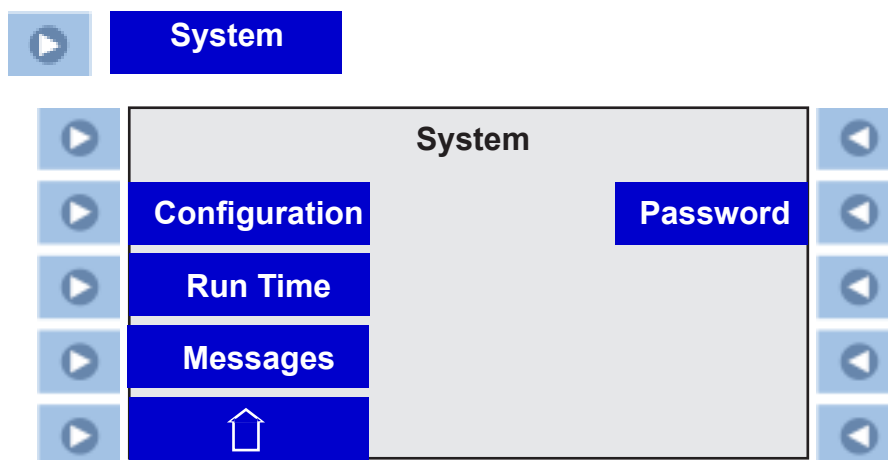 System
System
Configuration
Password
Run Time
Messages